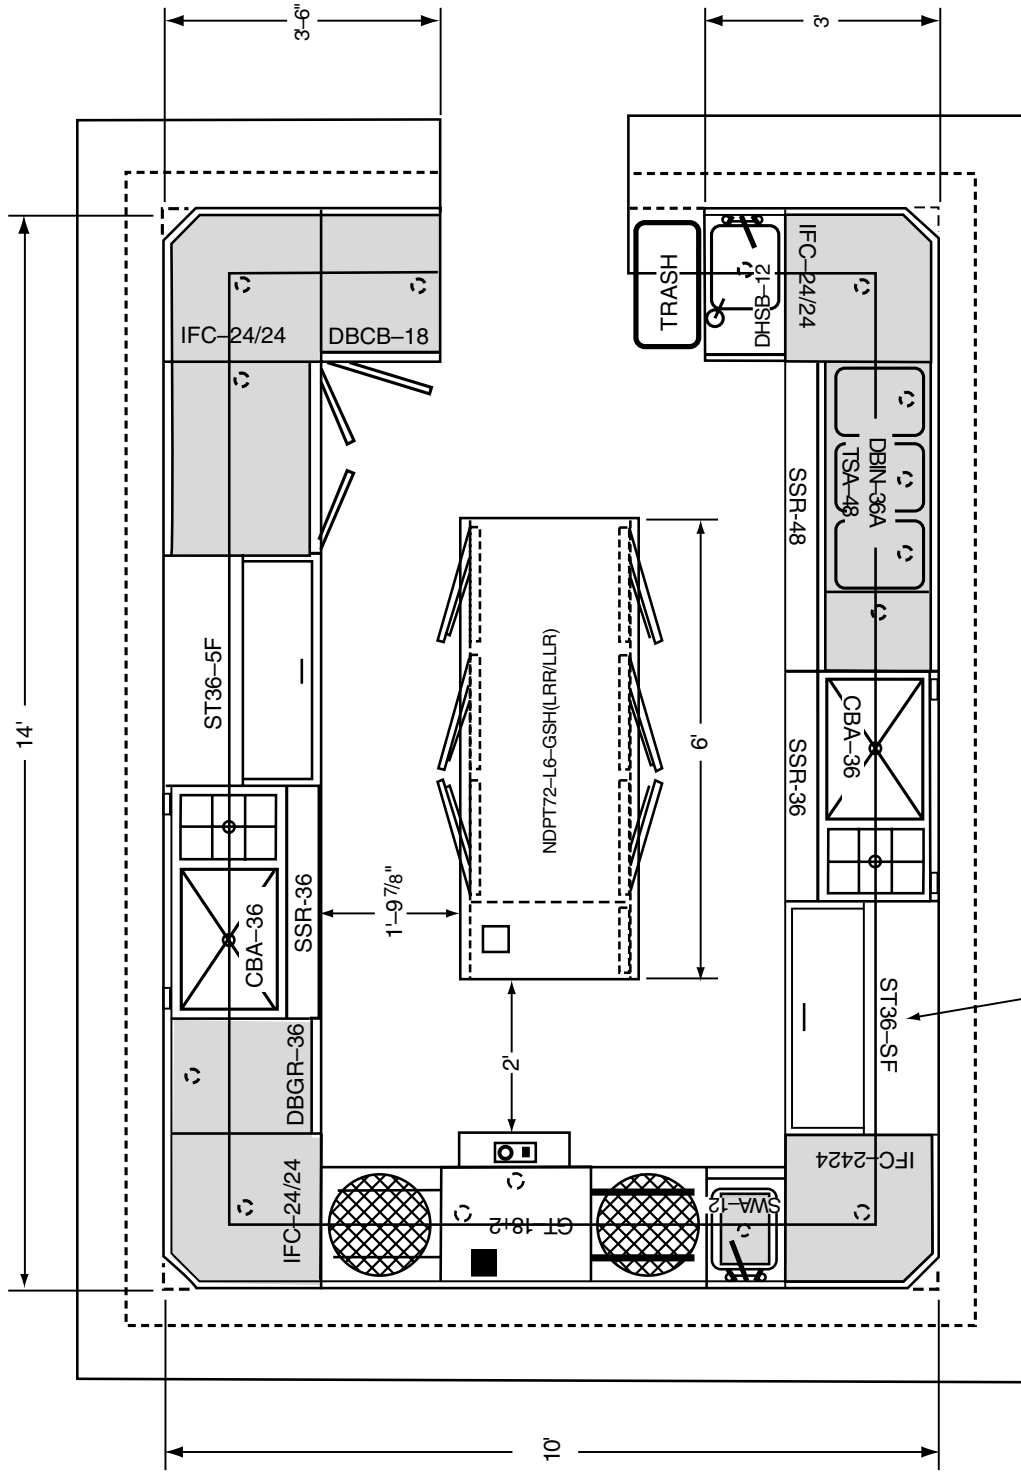 3'–6"
3'
14'
IFC–24/24
DBCB–18
TRASH
DHSB–12
IFC–24/24
ST36–5F
SSR-48
DBIN–36A
TSA–48
NDPT72–L6–GSH(LRR/LLR)
6'
CBA–36
SSR-36
1'–9 7/8"
CBA–36
SSR-36
DBGR–36
2'
ST36–SF
IFC–24/24
IFC–2424
CT–18+2
SWA–12
10'